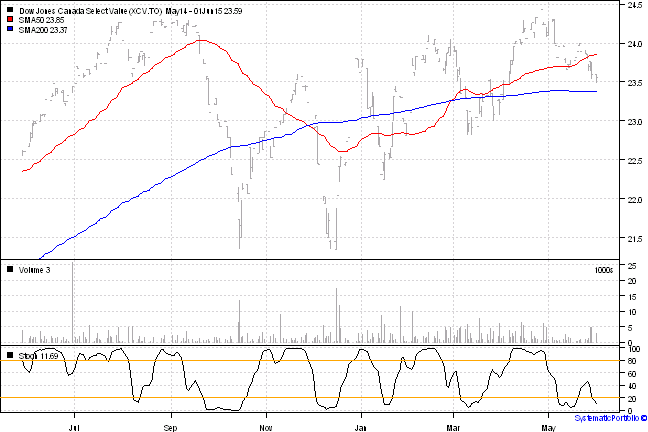 Dow Jones Canada Select Value (XCV.TO) May14 - 01Jun15 23.59
SMA50 23.85
SMA200 23.37
24.5
24.0
23.5
23.0
22.5
22.0
21.5
Volume 3
1000s
25
20
15
10
5
0
Stoch 11.69
100
80
60
40
20
0
Jul
Sep
Nov
Jan
Mar
May
SystematicPortfolio ©